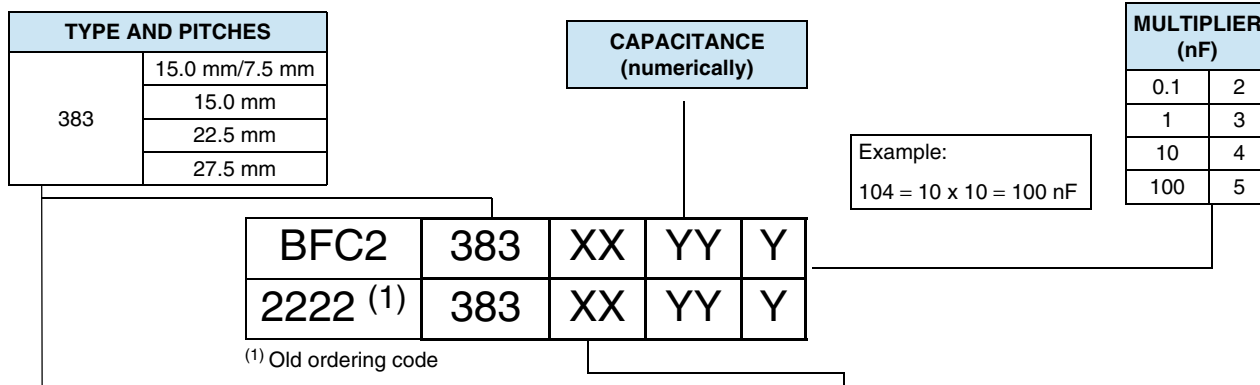 TYPE AND PITCHES
383
15.0 mm/7.5 mm
15.0 mm
22.5 mm
27.5 mm
CAPACITANCE
(numerically)
MULTIPLIER
(nF)
0.1 2
1 3
10 4
100 5
Example:
104 = 10 x 10 = 100 nF
BFC2 383 XX YY Y
2222 (1) 383 XX YY Y
(1) Old ordering code